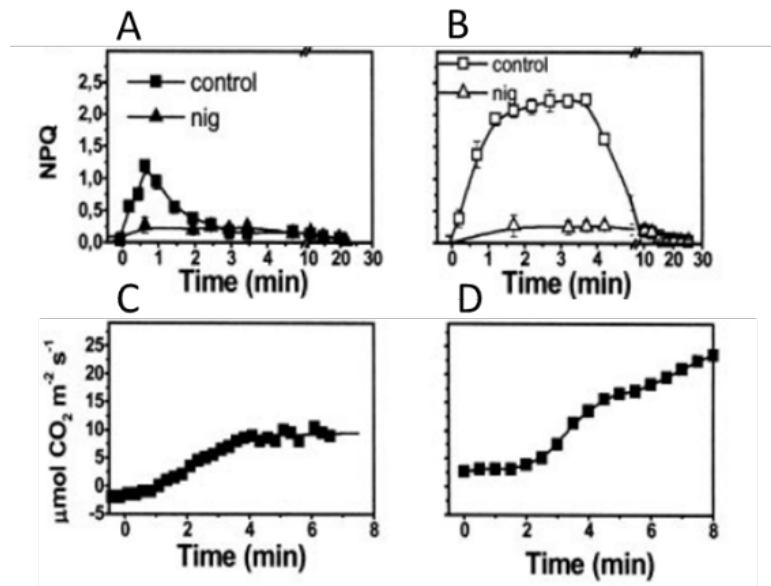 A
B
control
nig
NPQ
2,5
2,0
1,5
1,0
0,5
0,0
0 1 2 3 4 10 20 30
Time (min)
control
nig
0 1 2 3 4 10 20 30
Time (min)
C
D
μmol CO₂ m⁻² s⁻¹
25
20
15
10
5
0
-5
0 2 4 6 8
Time (min)
0 2 4 6 8
Time (min)